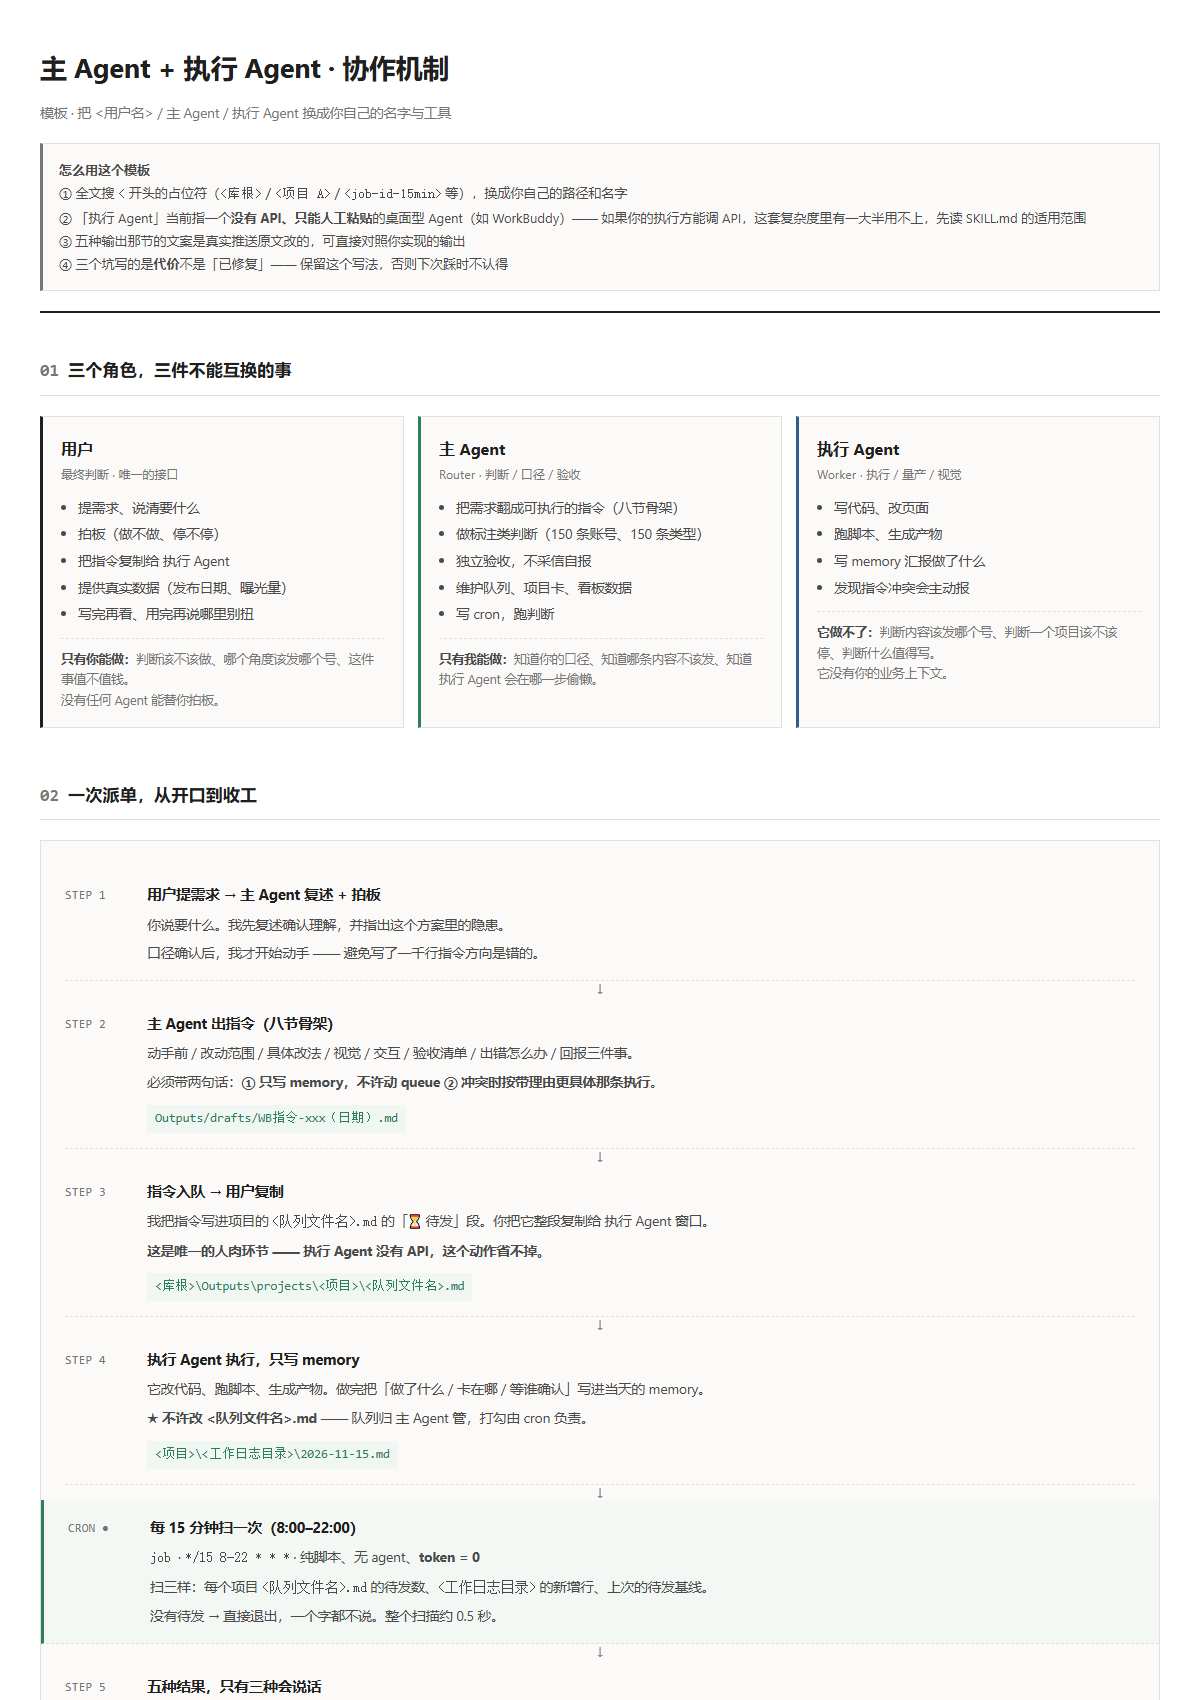 主 Agent + 执行 Agent · 协作机制
模板 · 把 <用户名> / 主 Agent / 执行 Agent 换成你自己的名字与工具
怎么用这个模板
① 全文搜 < 开头的占位符（<库根> / <项目 A> / <job-id-15min> 等），换成你自己的路径和名字
② 「执行 Agent」当前指一个没有 API、只能人工粘贴的桌面型 Agent（如 WorkBuddy）—— 如果你的执行方能调 API，这套复杂度里有一大半用不上，先读 SKILL.md 的适用范围
③ 五种输出那节的文案是真实推送原文改的，可直接对照你实现的输出
④ 三个坑写的是代价不是「已修复」—— 保留这个写法，否则下次踩时不认得
01 三个角色，三件不能互换的事
用户
最终判断 · 唯一的接口
• 提需求、说清要什么
• 拍板（做不做、停不停）
• 把指令复制给 执行 Agent
• 提供真实数据（发布日期、曝光量）
• 写完再看、用完再说哪里别扭
只有你能做：判断该不该做、哪个角度该发哪个号、这件
事值不值钱。
没有任何 Agent 能替你拍板。
主 Agent
Router · 判断 / 口径 / 验收
• 把需求翻成可执行的指令（八节骨架）
• 做标注类判断（150 条账号、150 条类型）
• 独立验收，不采信自报
• 维护队列、项目卡、看板数据
• 写 cron，跑判断
只有我能做：知道你的口径、知道哪条内容不该发、知道
执行 Agent 会在哪一步偷懒。
执行 Agent
Worker · 执行 / 量产 / 视觉
• 写代码、改页面
• 跑脚本、生成产物
• 写 memory 汇报做了什么
• 发现指令冲突会主动报
它做不了：判断内容该发哪个号、判断一个项目该不该
停、判断什么值得写。
它没有你的业务上下文。
02 一次派单，从开口到收工
STEP 1
用户提需求 → 主 Agent 复述 + 拍板
你说要什么。我先复述确认理解，并指出这个方案里的隐患。
口径确认后，我才开始动手 —— 避免写了一千行指令方向是错的。
↓
STEP 2
主 Agent 出指令（八节骨架）
动手前 / 改动范围 / 具体改法 / 视觉 / 交互 / 验收清单 / 出错怎么办 / 回报三件事。
必须带两句话：① 只写 memory，不许动 queue ② 冲突时按带理由更具体那条执行。
Outputs/drafts/WB指令-xxx（日期）.md
↓
STEP 3
指令入队 → 用户复制
我把指令写进项目的 <队列文件名>.md 的「⏳ 待发」段。你把它整段复制给 执行 Agent 窗口。
这是唯一的人肉环节 —— 执行 Agent 没有 API，这个动作省不掉。
<库根>\Outputs\projects\<项目>\<队列文件名>.md
↓
STEP 4
执行 Agent 执行，只写 memory
它改代码、跑脚本、生成产物。做完把「做了什么 / 卡在哪 / 等谁确认」写进当天的 memory。
★ 不许改 <队列文件名>.md —— 队列归 主 Agent 管，打勾由 cron 负责。
<项目>\<工作日志目录>\2026-11-15.md
↓
CRON ●
每 15 分钟扫一次（8:00–22:00）
job · */15 8-22 * * * · 纯脚本、无 agent、token = 0
扫三样：每个项目 <队列文件名>.md 的待发数、<工作日志目录> 的新增行、上次的待发基线。
没有待发 → 直接退出，一个字都不说。整个扫描约 0.5 秒。
↓
STEP 5
五种结果，只有三种会说话